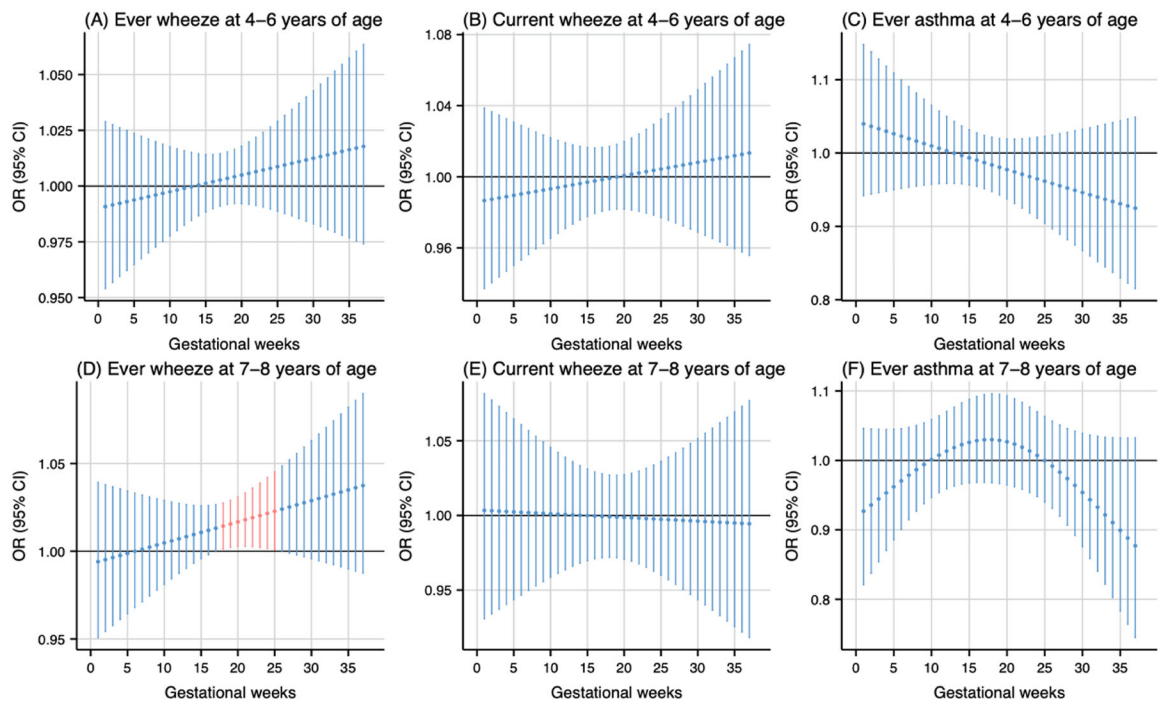 (A) Ever wheeze at 4–6 years of age
OR (95% CI)
1.050
1.025
1.000
0.975
0.950
0 5 10 15 20 25 30 35
Gestational weeks
(B) Current wheeze at 4–6 years of age
OR (95% CI)
1.08
1.04
1.00
0.96
0 5 10 15 20 25 30 35
Gestational weeks
(C) Ever asthma at 4–6 years of age
OR (95% CI)
1.1
1.0
0.9
0.8
0 5 10 15 20 25 30 35
Gestational weeks
(D) Ever wheeze at 7–8 years of age
OR (95% CI)
1.05
1.00
0.95
0 5 10 15 20 25 30 35
Gestational weeks
(E) Current wheeze at 7–8 years of age
OR (95% CI)
1.05
1.00
0.95
0 5 10 15 20 25 30 35
Gestational weeks
(F) Ever asthma at 7–8 years of age
OR (95% CI)
1.1
1.0
0.9
0.8
0 5 10 15 20 25 30 35
Gestational weeks